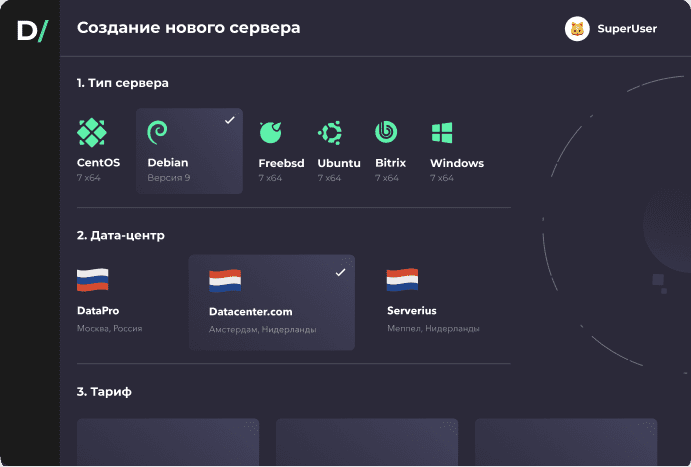 D/
Создание нового сервера
SuperUser
1. Тип сервера
CentOS
7 x64
Debian
Версия 9
Freebsd
7 x64
Ubuntu
7 x64
Bitrix
7 x64
Windows
7 x64
2. Дата-центр
DataPro
Москва, Россия
Datacenter.com
Амстердам, Нидерланды
Serverius
Меппел, Нидерланды
3. Тариф